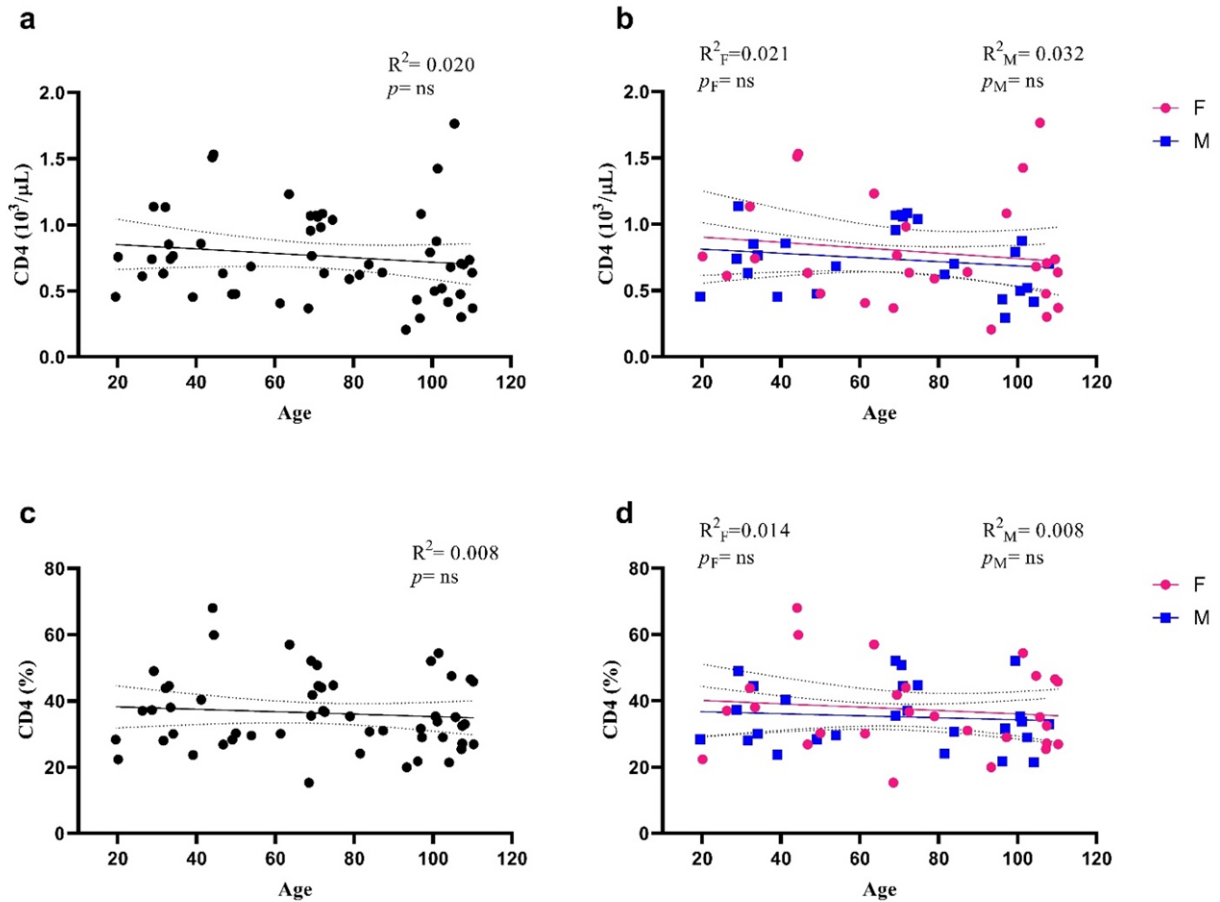 a
R²= 0.020
p= ns
2.0
1.5
1.0
0.5
0.0
CD4 (10³/µL)
20 40 60 80 100 120
Age
b
R²F=0.021
pF= ns
R²M=0.032
pM= ns
2.0
1.5
1.0
0.5
0.0
CD4 (10³/µL)
20 40 60 80 100 120
Age
F
M
c
R²= 0.008
p= ns
80
60
40
20
0
CD4 (%)
20 40 60 80 100 120
Age
d
R²F=0.014
pF= ns
R²M=0.008
pM= ns
80
60
40
20
0
CD4 (%)
20 40 60 80 100 120
Age
F
M